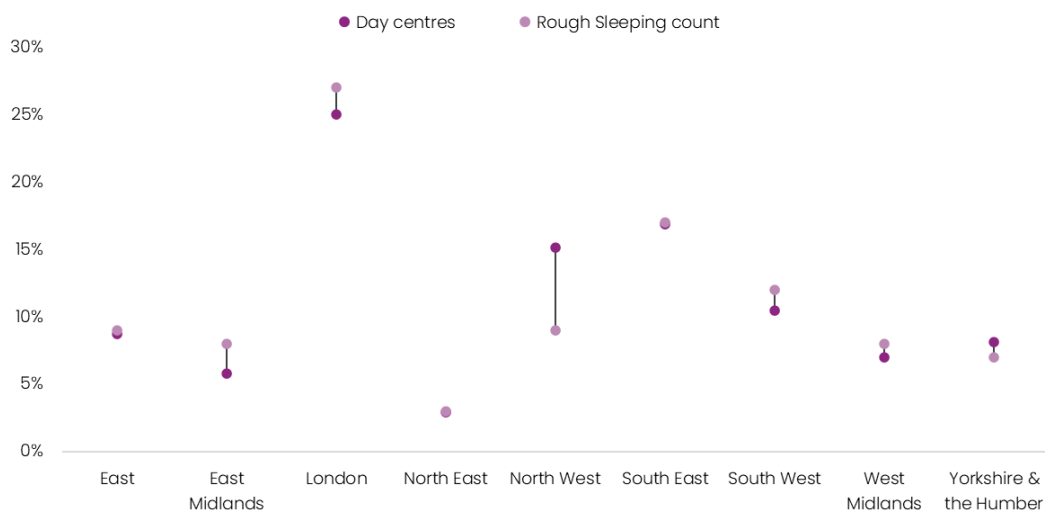 Day centres
Rough Sleeping count
30%
25%
20%
15%
10%
5%
0%
East
East
Midlands
London
North East
North West
South East
South West
West
Midlands
Yorkshire &
the Humber